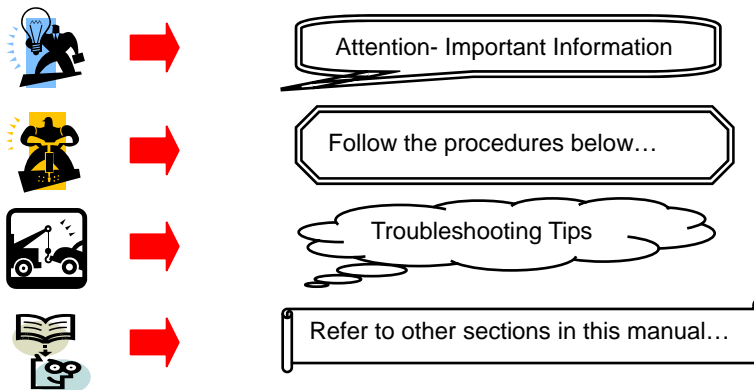 Attention- Important Information
Follow the procedures below…
Troubleshooting Tips
Refer to other sections in this manual…